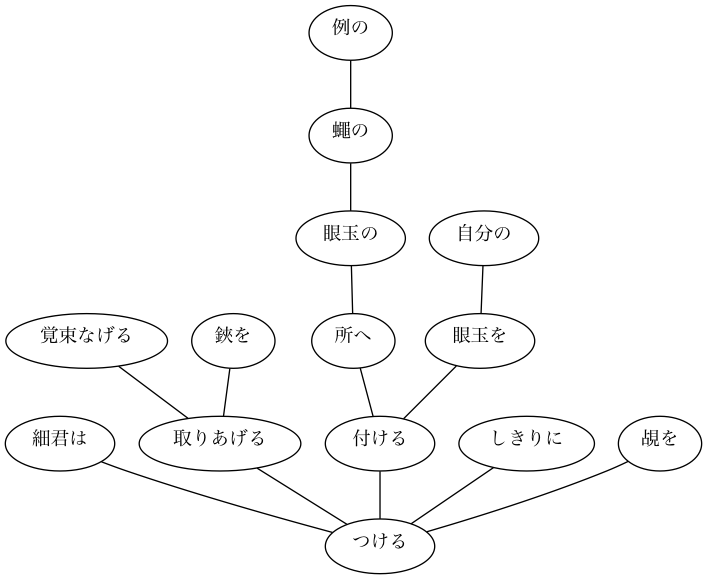 例の
蠅の
眼玉の
自分の
覚束なげる
鋏を
所へ
眼玉を
細君は
取りあげる
付ける
しきりに
覘を
つける